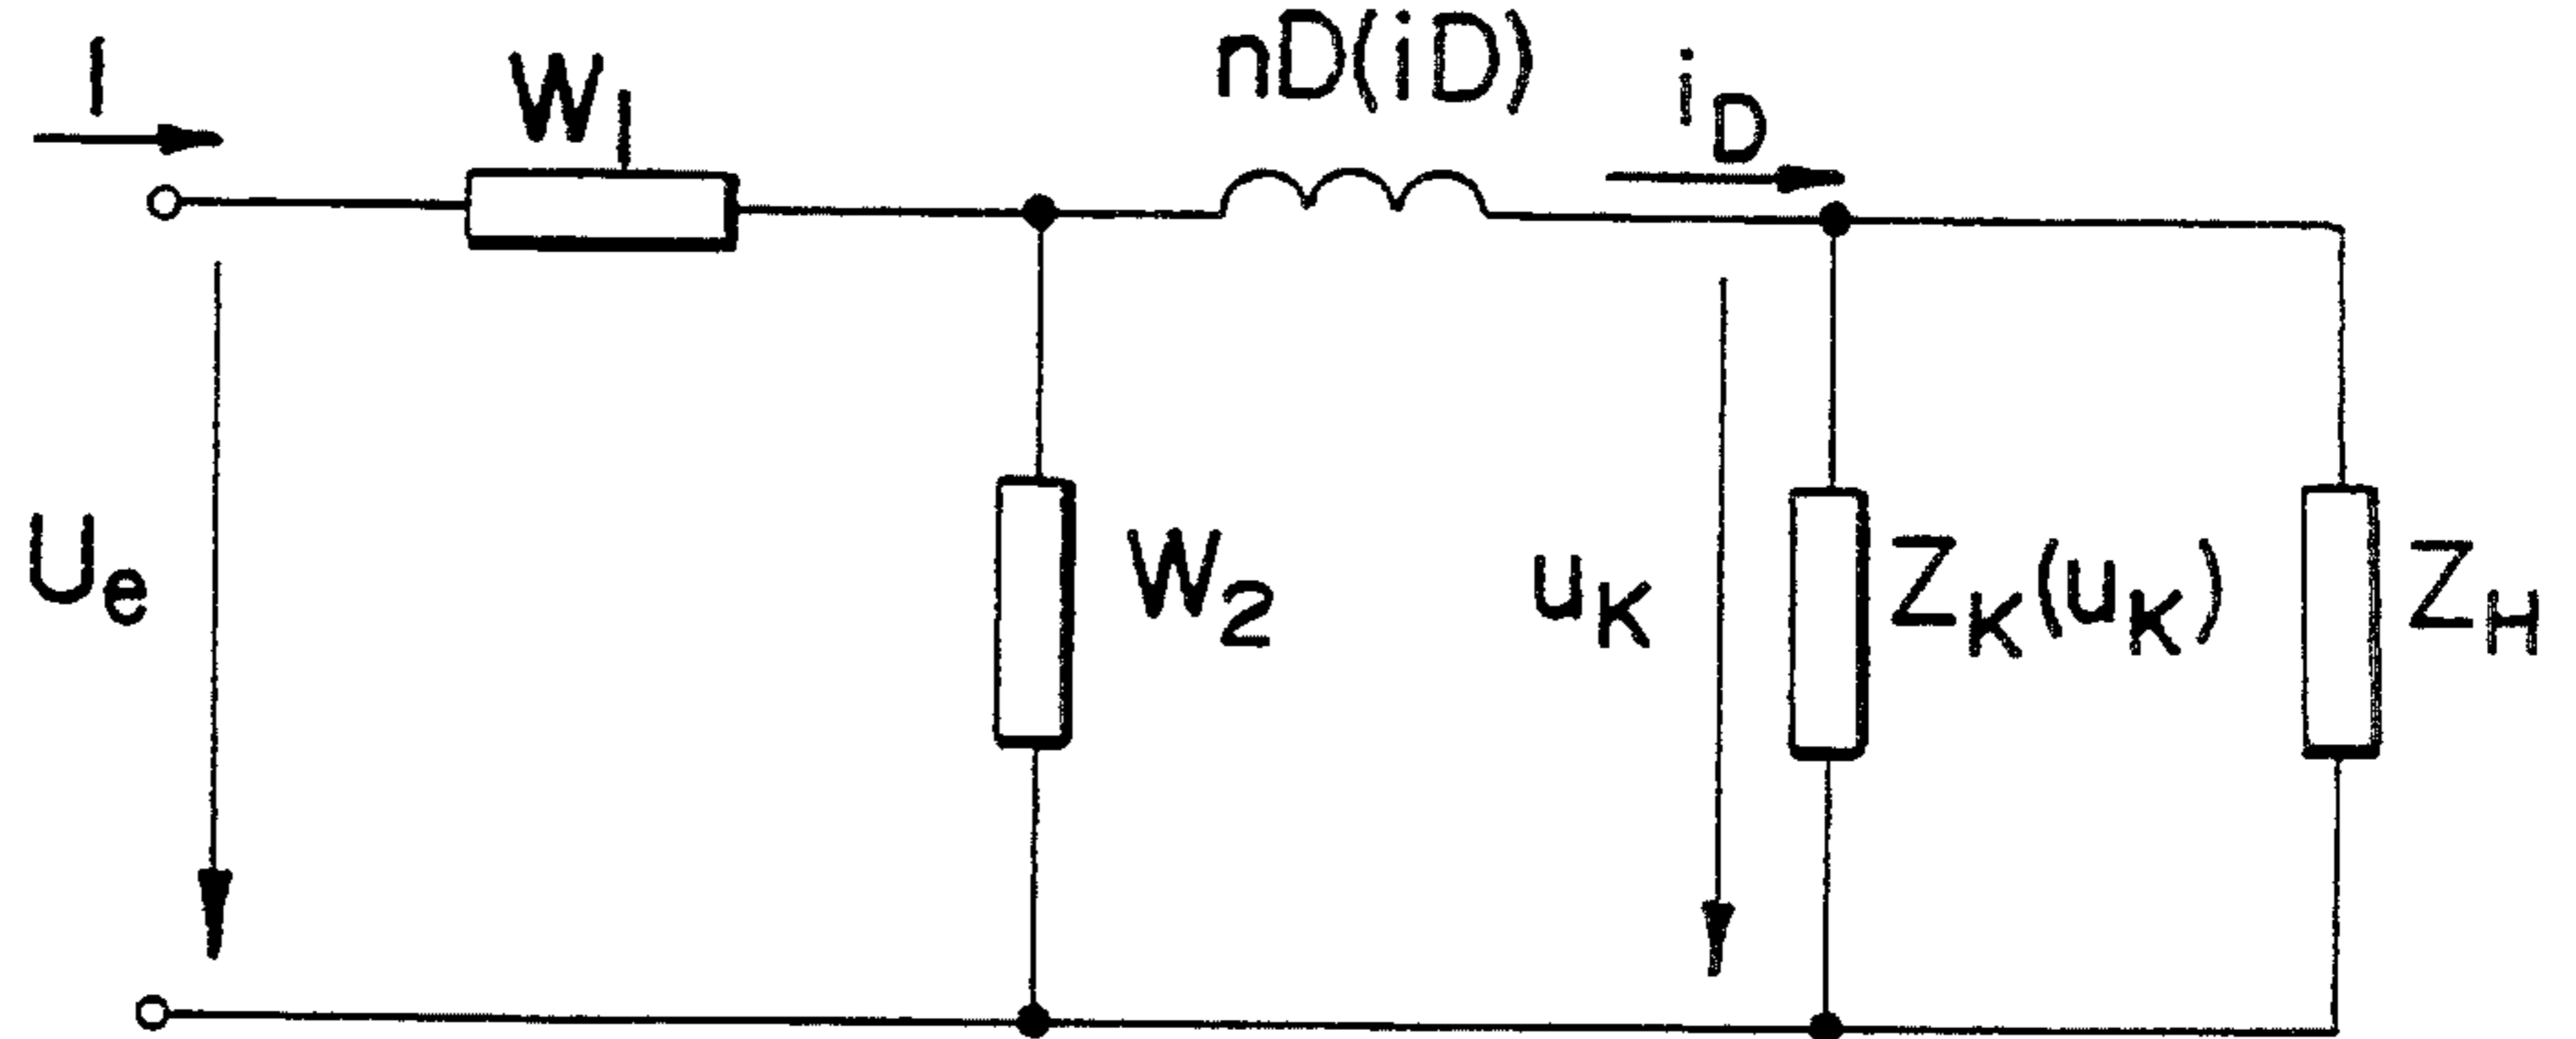 I
W1
nD(iD)
iD
Ue
W2
uK
ZK(uK)
ZH